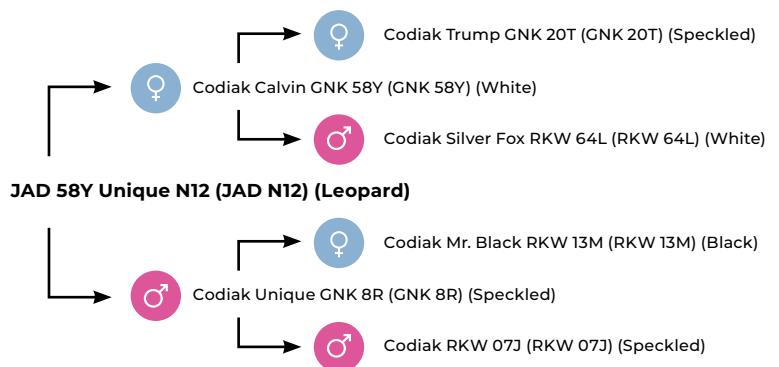 Codiak Trump GNK 20T (GNK 20T) (Speckled)
Codiak Calvin GNK 58Y (GNK 58Y) (White)
Codiak Silver Fox RKW 64L (RKW 64L) (White)
JAD 58Y Unique N12 (JAD N12) (Leopard)
Codiak Mr. Black RKW 13M (RKW 13M) (Black)
Codiak Unique GNK 8R (GNK 8R) (Speckled)
Codiak RKW 07J (RKW 07J) (Speckled)